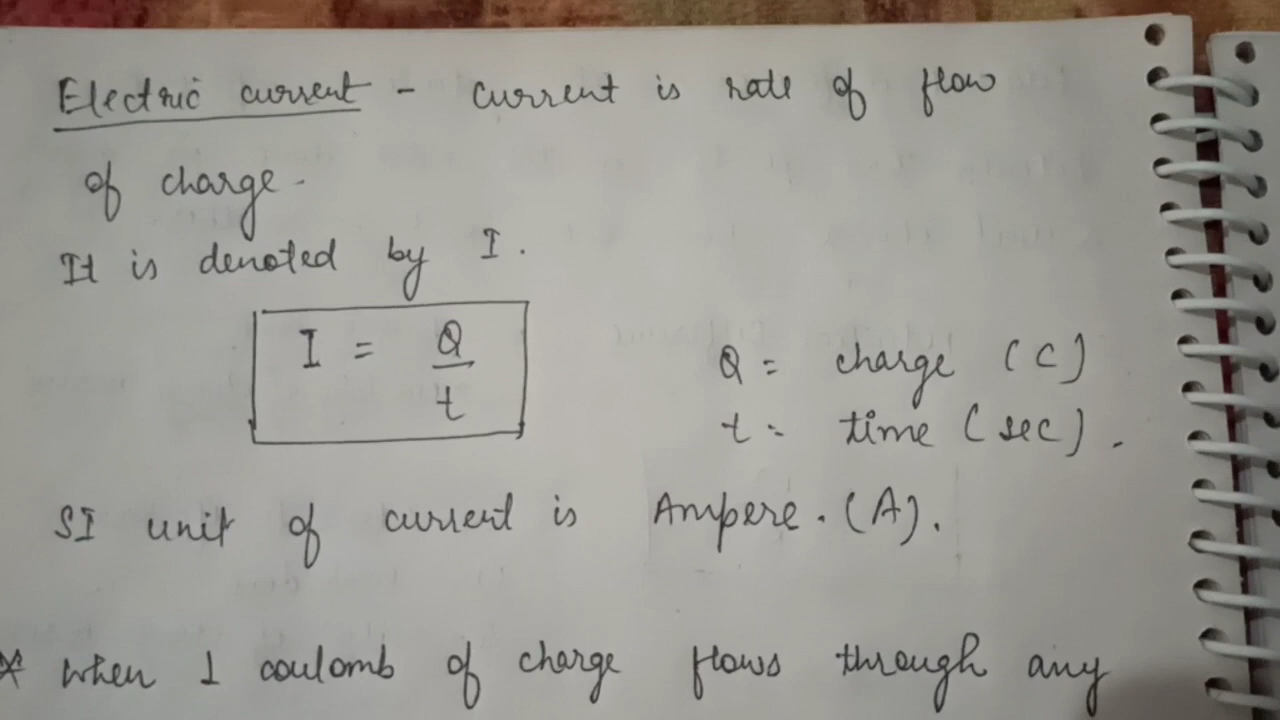 Electric current - current is rate of flow
of charge.
It is denoted by I.
I = Q/t
Q = charge (C)
t = time (sec).
SI unit of current is Ampere. (A).
* when 1 coulomb of charge flows through any